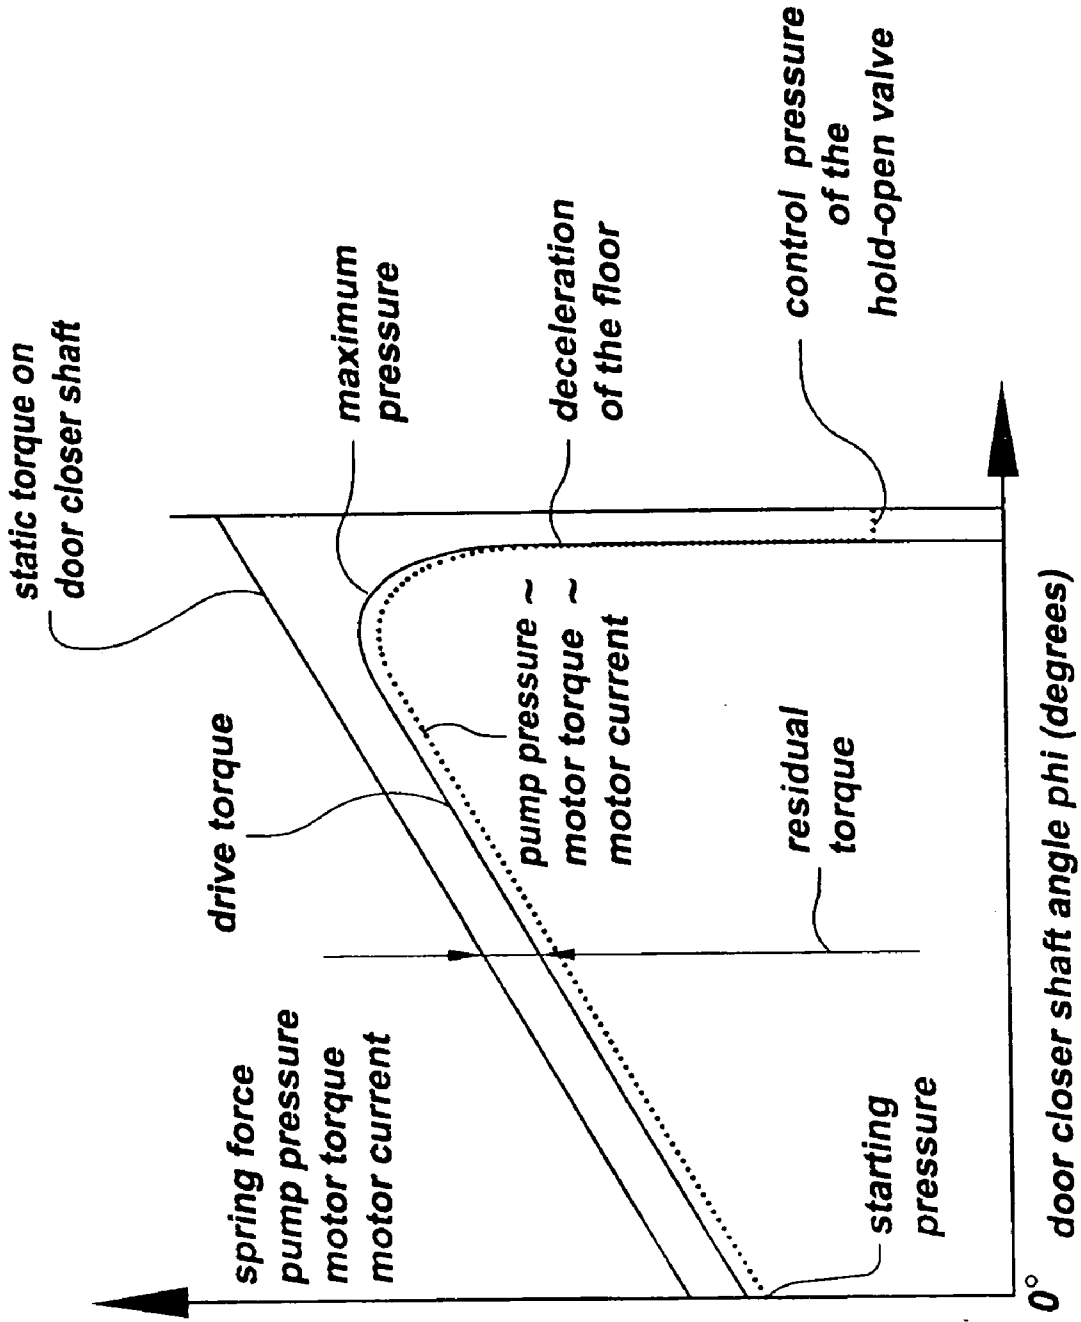 static torque on
door closer shaft
spring force
pump pressure
motor torque
motor current
drive torque
maximum
pressure
pump pressure ~
motor torque ~
motor current
deceleration
of the floor
residual
torque
starting
pressure
control pressure
of the
hold-open valve
0°
door closer shaft angle phi (degrees)